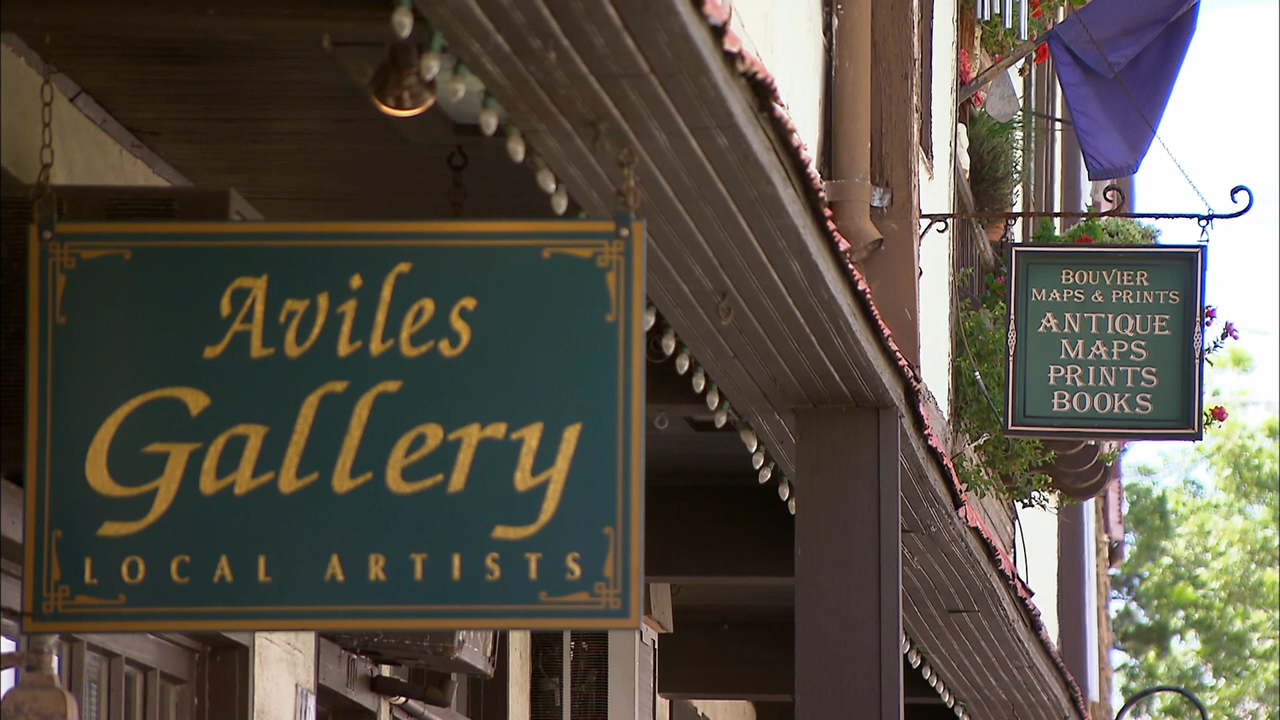 Aviles
Gallery
LOCAL ARTISTS
BOUVIER
MAPS & PRINTS
ANTIQUE
MAPS
PRINTS
BOOKS